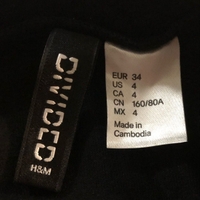 DIVIDED
H&M
EUR 34
US 4
CA 4
CN 160/80A
MX 4
Made in
Cambodia